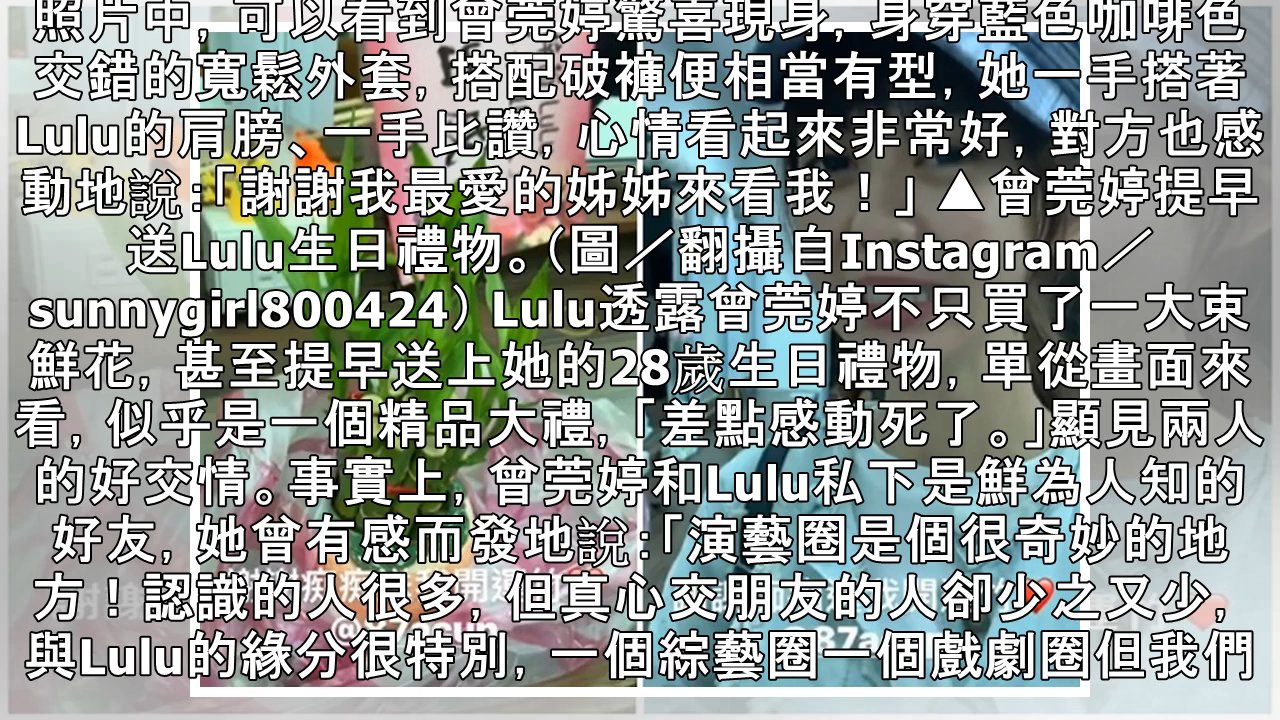 照片中, 可以看到曾莞婷驚喜現身, 身穿藍色咖啡色
交錯的寬鬆外套, 搭配破褲便相當有型, 她一手搭著
Lulu的肩膀、一手比讚, 心情看起來非常好, 對方也感
動地說:「謝謝我最愛的姊姊來看我！」▲曾莞婷提早
送Lulu生日禮物。（圖／翻攝自Instagram／
sunnygirl800424）Lulu透露曾莞婷不只買了一大束
鮮花, 甚至提早送上她的28歲生日禮物, 單從畫面來
看, 似乎是一個精品大禮,「差點感動死了。」顯見兩人
的好交情。事實上, 曾莞婷和Lulu私下是鮮為人知的
好友, 她曾有感而發地說:「演藝圈是個很奇妙的地
方！認識的人很多, 但真心交朋友的人卻少之又少,
與Lulu的緣分很特別, 一個綜藝圈一個戲劇圈但我們